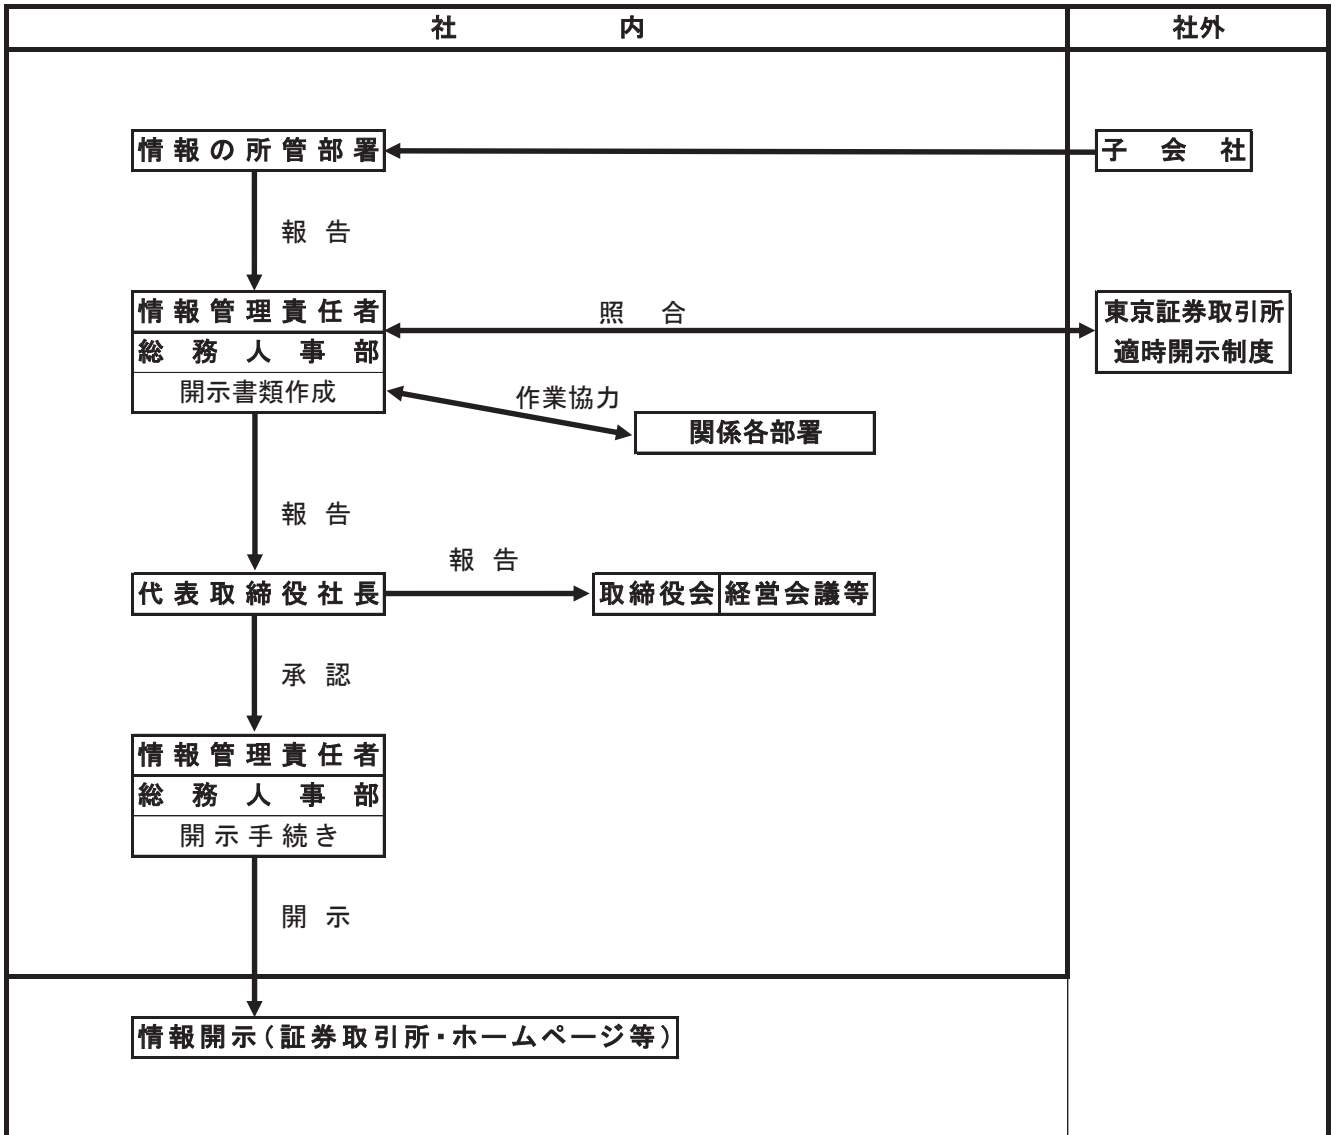 社内
社外
情報の所管部署
子会社
報告
情報管理責任者
照合
東京証券取引所
適時開示制度
総務人事部
開示書類作成
作業協力
関係各部署
報告
報告
代表取締役社長
取締役会
経営会議等
承認
情報管理責任者
総務人事部
開示手続き
開示
情報開示(証券取引所・ホームページ等)